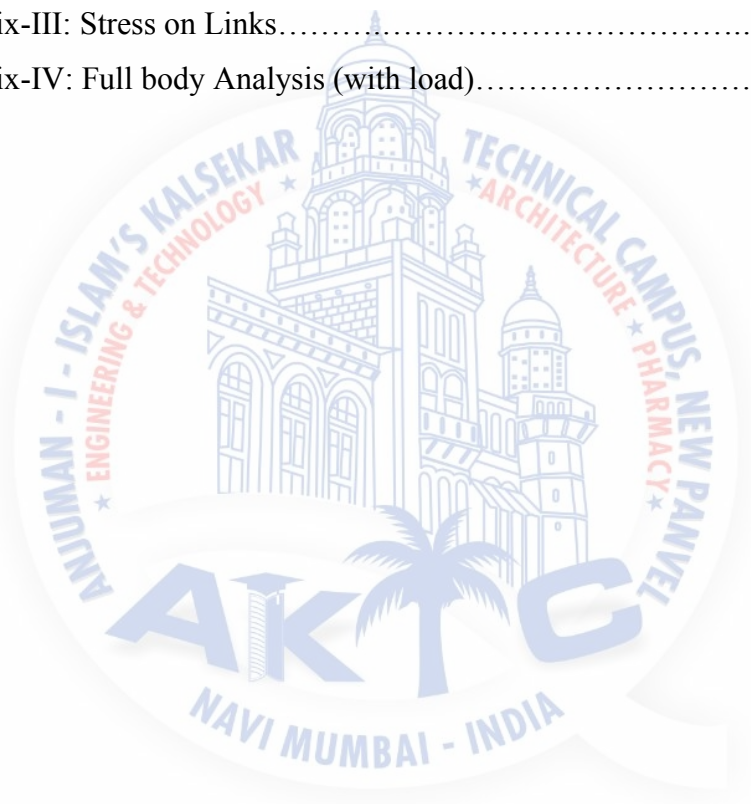 ix-III: Stress on Links…………………………………………..
ix-IV: Full body Analysis (with load)………………………
ANJUMAN - I - ISLAM'S KALSEKAR TECHNICAL CAMPUS, NEW PANVEL
* ENGINEERING & TECHNOLOGY * *ARCHITECTURE * PHARMACY*
AKTC
NAVI MUMBAI - INDIA